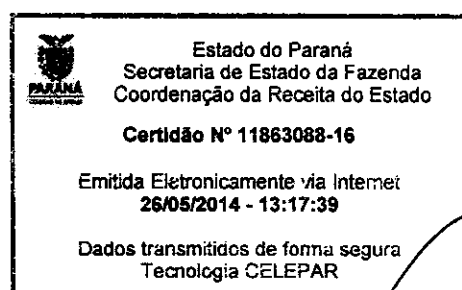 PARANÁ
Estado do Paraná
Secretaria de Estado da Fazenda
Coordenação da Receita do Estado
Certidão Nº 11863088-16
Emitida Eletronicamente via Internet
26/05/2014 - 13:17:39
Dados transmitidos de forma segura
Tecnologia CELEPAR